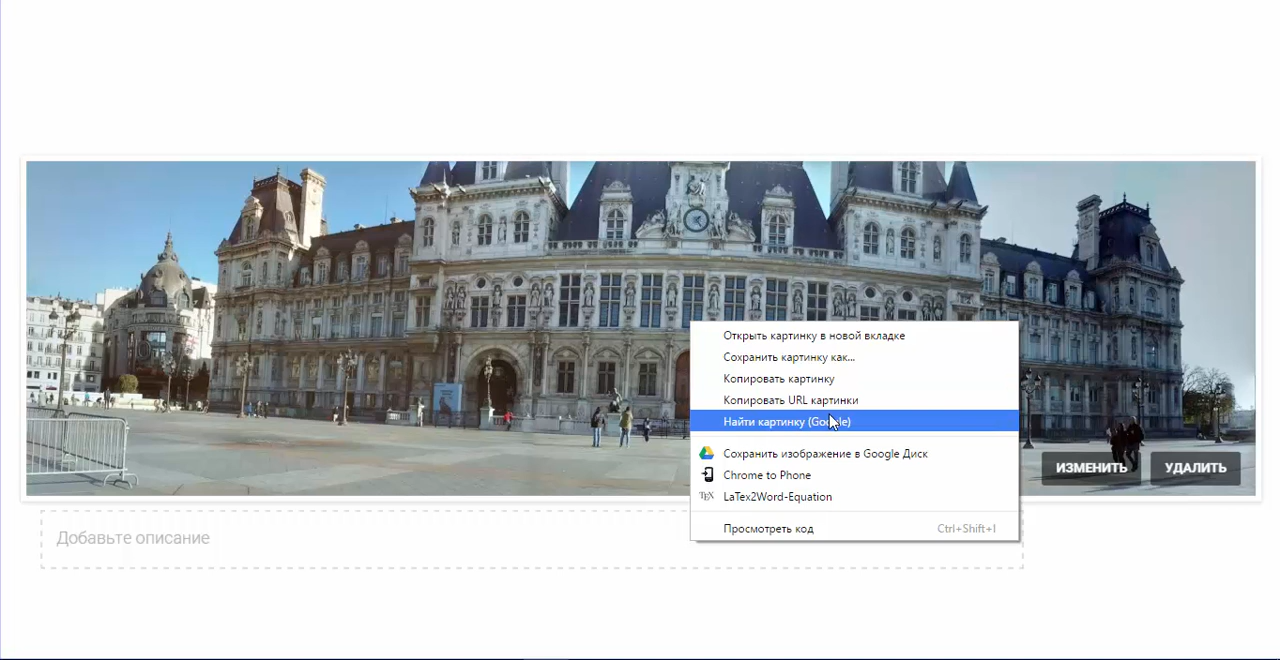 Открыть картинку в новой вкладке
Сохранить картинку как...
Копировать картинку
Копировать URL картинки
Найти картинку (Google)
Сохранить изображение в Google Диск
Chrome to Phone
TEX LaTex2Word-Equation
Просмотреть код Ctrl+Shift+I
ИЗМЕНИТЬ УДАЛИТЬ
Добавьте описание